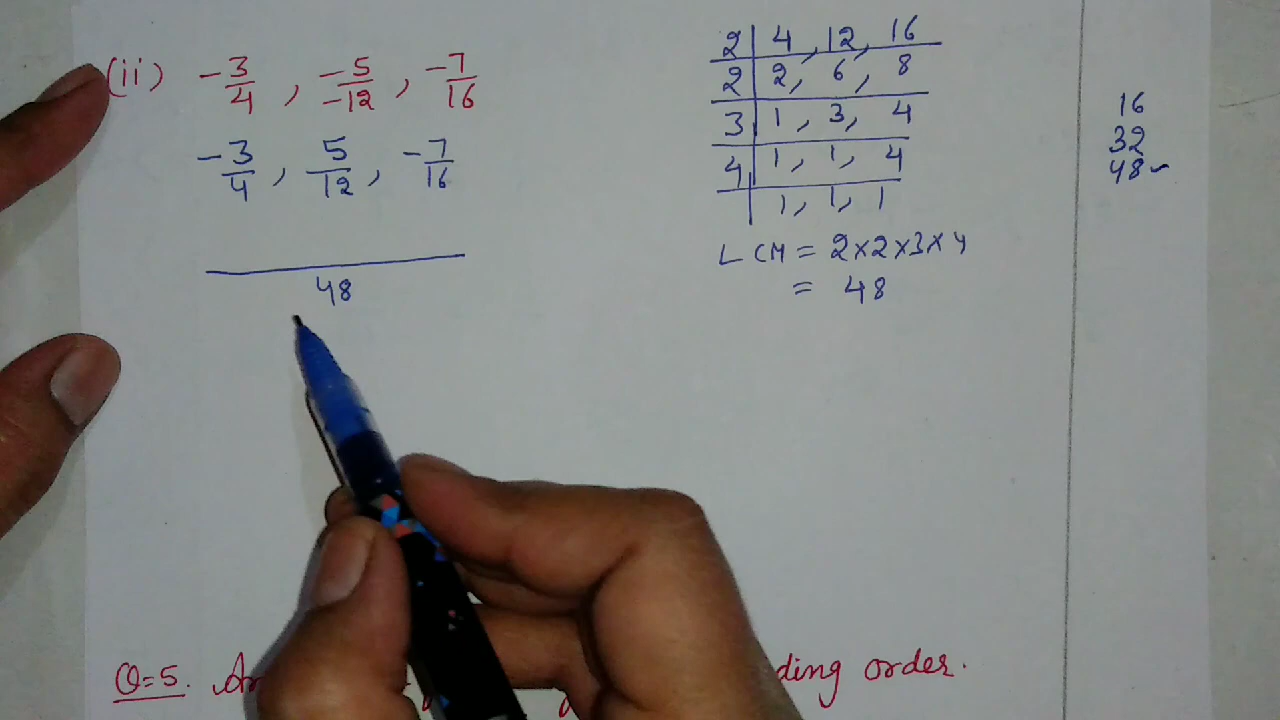 (ii) -3/4 , -5/-12 , -7/16
-3/4 , 5/12 , -7/16
48
2 | 4 , 12 , 16
2 | 2 , 6 , 8
3 | 1 , 3 , 4
4 | 1 , 1 , 4
1 , 1 , 1
LCM = 2×2×3×4
= 48
16
32
48
Q=5. order.